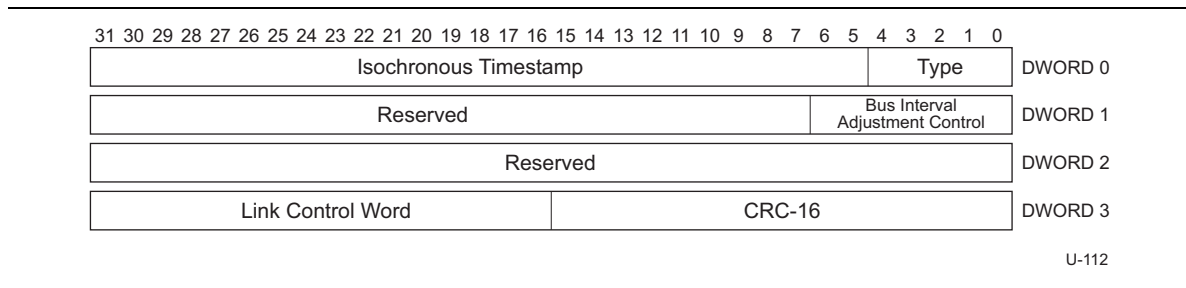 31 30 29 28 27 26 25 24 23 22 21 20 19 18 17 16 15 14 13 12 11 10 9 8 7 6 5 4 3 2 1 0
Isochronous Timestamp Type DWORD 0
Reserved Bus Interval Adjustment Control DWORD 1
Reserved DWORD 2
Link Control Word CRC-16 DWORD 3
U-112